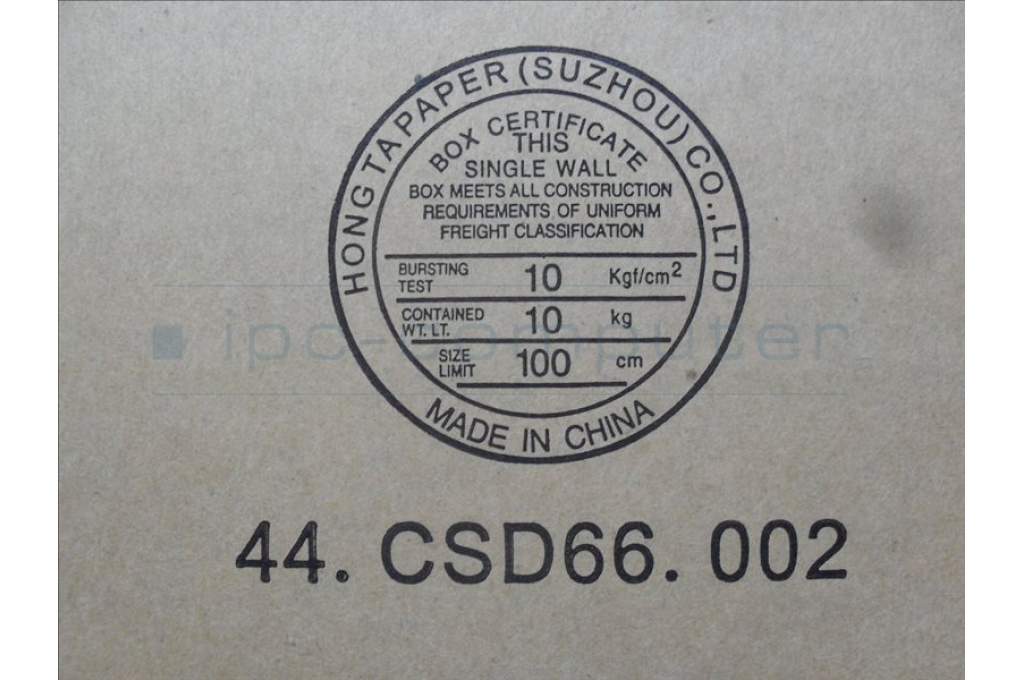 HONG TA PAPER (SUZHOU) CO., LTD
BOX CERTIFICATE
THIS
SINGLE WALL
BOX MEETS ALL CONSTRUCTION
REQUIREMENTS OF UNIFORM
FREIGHT CLASSIFICATION
BURSTING TEST 10 Kgf/cm²
CONTAINED WT. LT. 10 kg
SIZE LIMIT 100 cm
MADE IN CHINA
ipc-computer
44. CSD66. 002